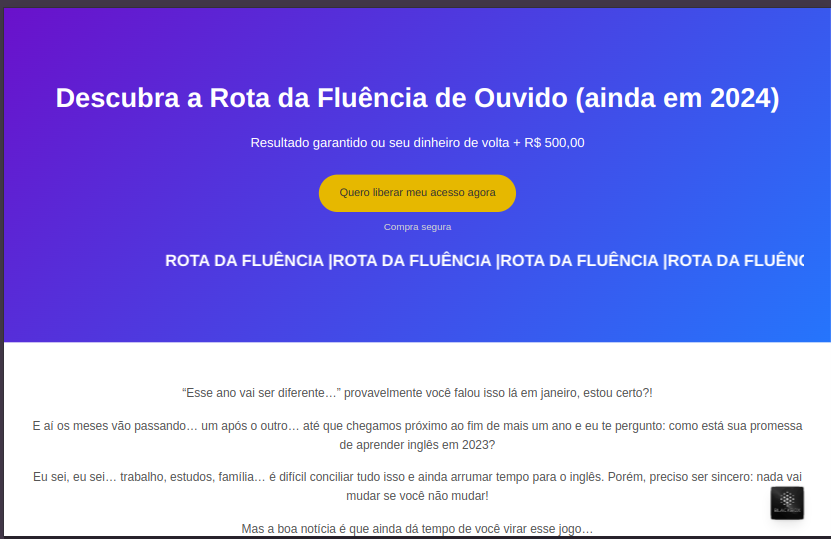 Descubra a Rota da Fluência de Ouvido (ainda em 2024)
Resultado garantido ou seu dinheiro de volta + R$ 500,00
Quero liberar meu acesso agora
Compra segura
ROTA DA FLUÊNCIA |ROTA DA FLUÊNCIA |ROTA DA FLUÊNCIA |ROTA DA FLUÊNC
“Esse ano vai ser diferente…” provavelmente você falou isso lá em janeiro, estou certo?!
E aí os meses vão passando… um após o outro… até que chegamos próximo ao fim de mais um ano e eu te pergunto: como está sua promessa
de aprender inglês em 2023?
Eu sei, eu sei… trabalho, estudos, família… é difícil conciliar tudo isso e ainda arrumar tempo para o inglês. Porém, preciso ser sincero: nada vai
mudar se você não mudar!
Mas a boa notícia é que ainda dá tempo de você virar esse jogo…